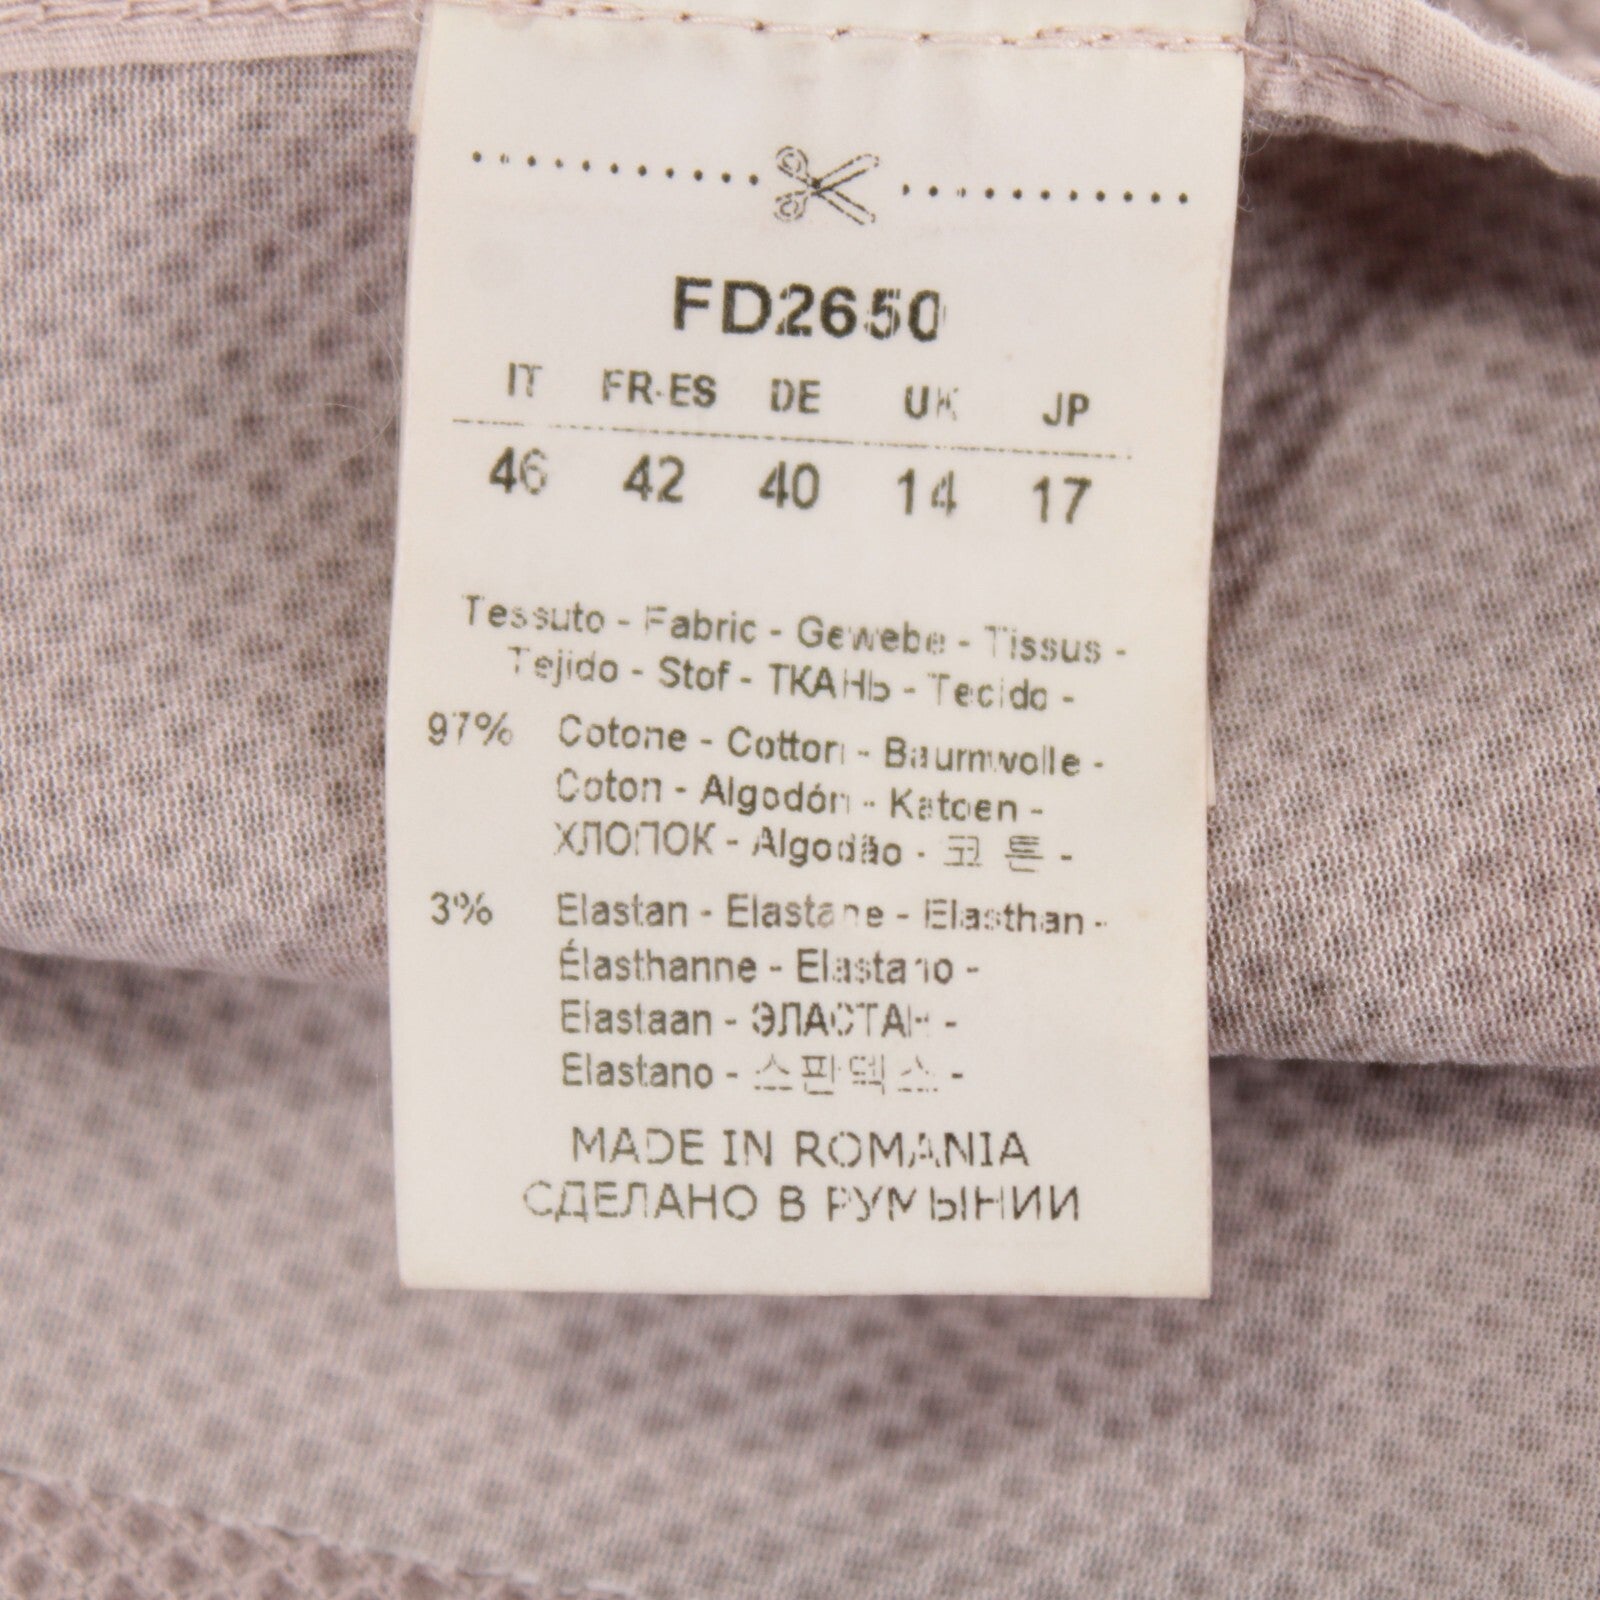 FD2650
IT FR-ES DE UK JP
46 42 40 14 17
Tessuto - Fabric - Gewebe - Tissus -
Tejido - Stof - ТКАНЬ - Tecido -
97% Cotone - Cotton - Baumwolle -
Coton - Algodón - Katoen -
ХЛОПОК - Algodão - 코튼 -
3% Elastan - Elastane - Elasthan -
Élasthanne - Elastano -
Elastaan - ЭЛАСТАН -
Elastano - 스판덱스 -
MADE IN ROMANIA
СДЕЛАНО В РУМЫНИИ